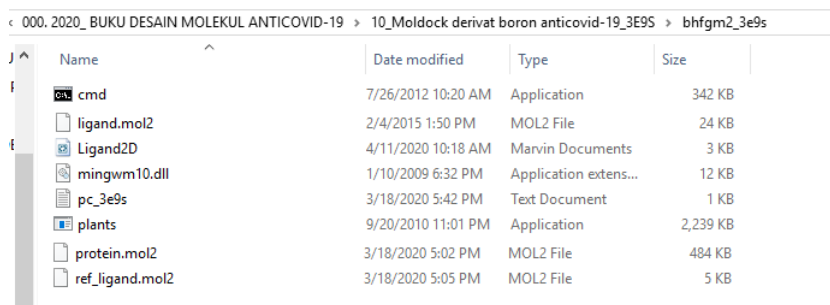 000. 2020_ BUKU DESAIN MOLEKUL ANTICOVID-19 > 10_Moldock derivat boron anticovid-19_3E9S > bhfgm2_3e9s
Name Date modified Type Size
cmd 7/26/2012 10:20 AM Application 342 KB
ligand.mol2 2/4/2015 1:50 PM MOL2 File 24 KB
Ligand2D 4/11/2020 10:18 AM Marvin Documents 3 KB
mingwm10.dll 1/10/2009 6:32 PM Application extens... 12 KB
pc_3e9s 3/18/2020 5:42 PM Text Document 1 KB
plants 9/20/2010 11:01 PM Application 2,239 KB
protein.mol2 3/18/2020 5:02 PM MOL2 File 484 KB
ref_ligand.mol2 3/18/2020 5:05 PM MOL2 File 5 KB